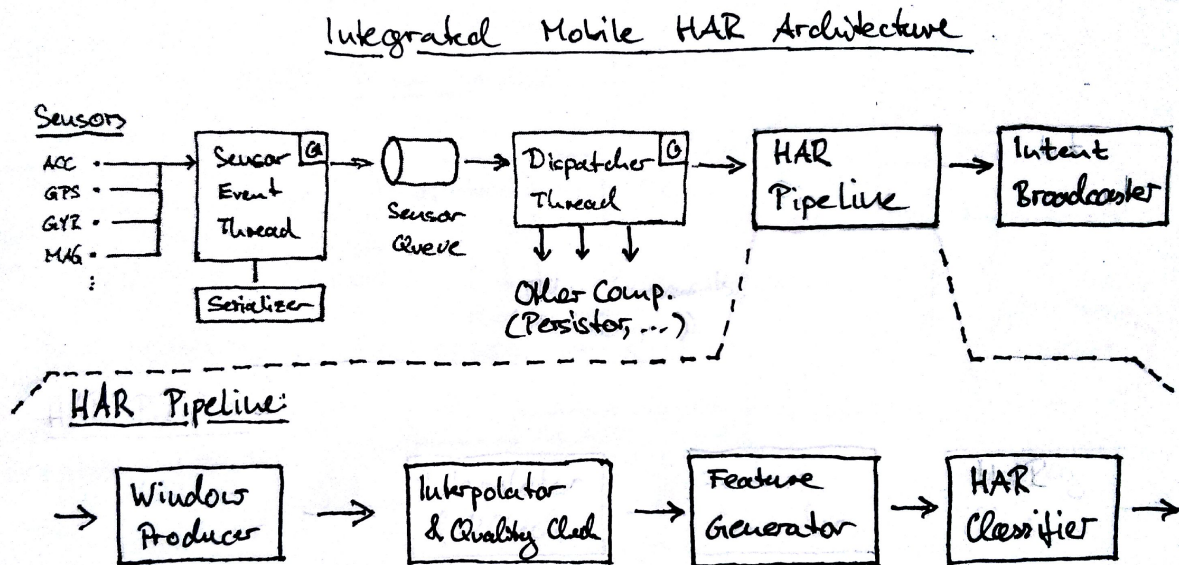 Integrated Mobile HAR Architecture
Sensors
ACC
GPS
GYR
MAG
⋮
Sensor
Event
Thread
Serializer
Sensor
Queue
Dispatcher
Thread
Other Comp.
(Persistor, ...)
HAR
Pipeline
Intent
Broadcaster
HAR Pipeline:
Window
Producer
Interpolator
& Quality Check
Feature
Generator
HAR
Classifier